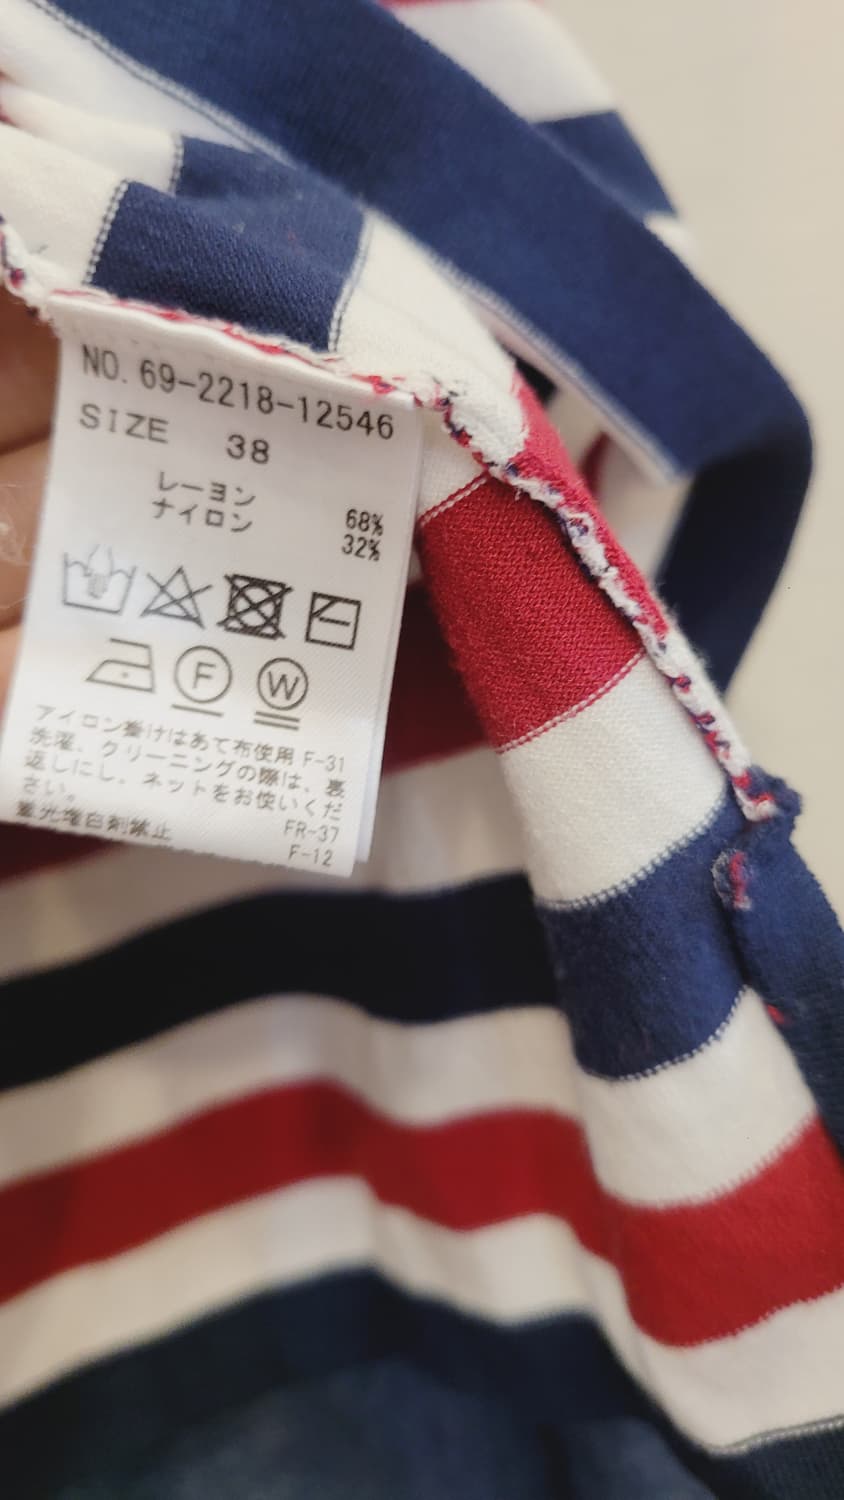 NO. 69-2218-12546
SIZE 38
レーヨン 68%
ナイロン 32%
F W
アイロン掛けはあて布使用 F-31
洗濯、クリーニングの際は、裏
返しにし、ネットをお使いくだ
さい。 FR-37
蛍光増白剤禁止 F-12